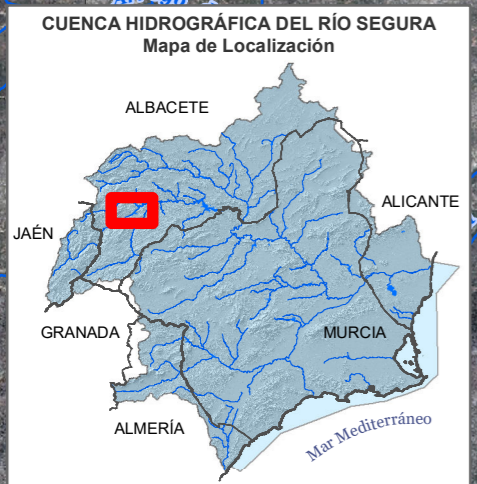 CUENCA HIDROGRÁFICA DEL RÍO SEGURA
Mapa de Localización
ALBACETE
ALICANTE
JAÉN
GRANADA
MURCIA
ALMERÍA
Mar Mediterráneo